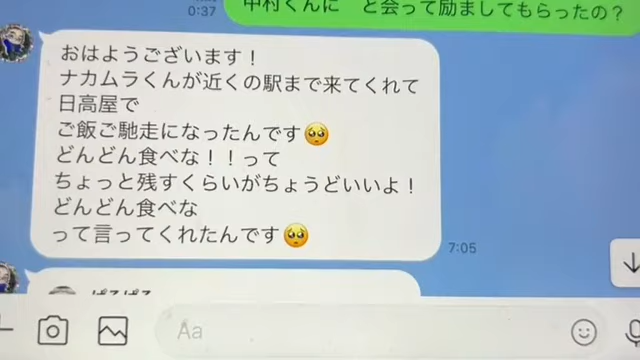 0:37
中村くんに と会って励ましてもらったの？
おはようございます！
ナカムラくんが近くの駅まで来てくれて
日高屋で
ご飯ご馳走になったんです🥺
どんどん食べな！！って
ちょっと残すくらいがちょうどいいよ！
どんどん食べな
って言ってくれたんです🥺
7:05
Aa